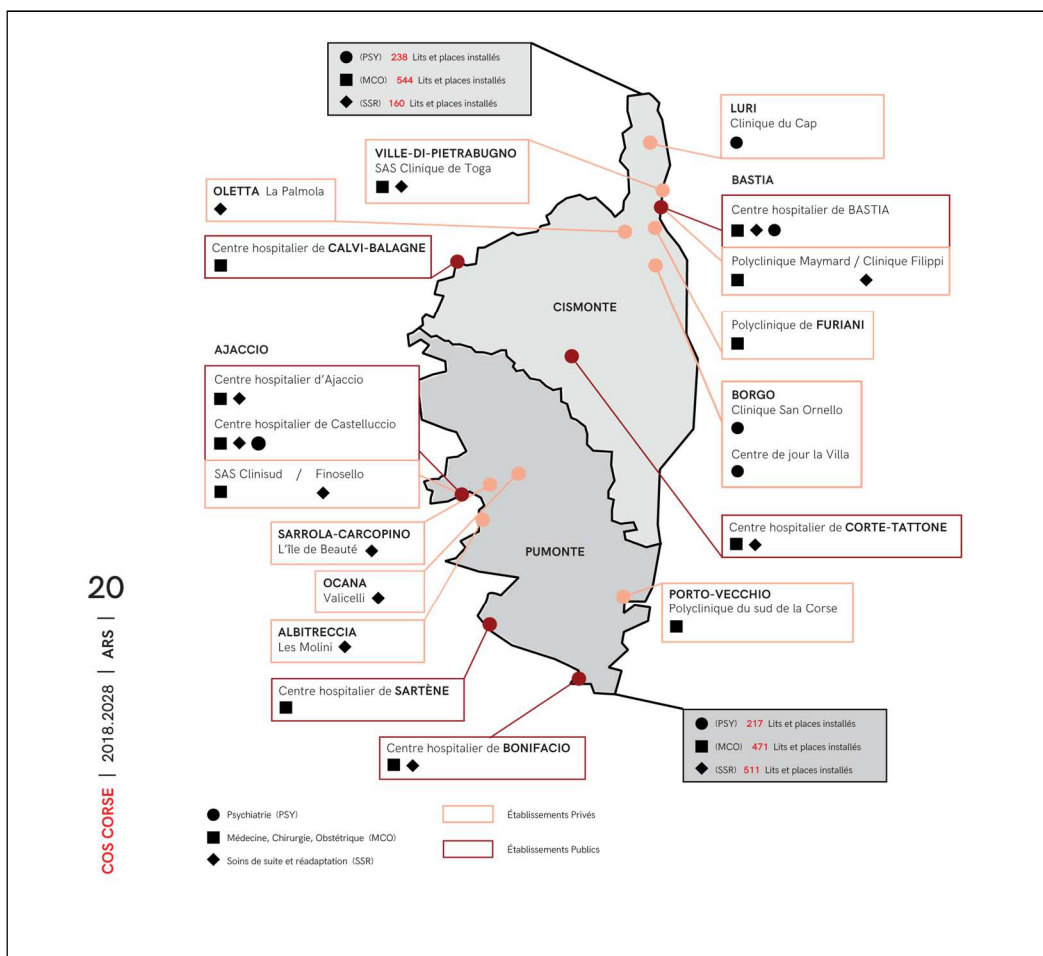 (PSY) 238 Lits et places installés
(MCO) 544 Lits et places installés
(SSR) 160 Lits et places installés
LURI
Clinique du Cap
VILLE-DI-PIETRABUGNO
SAS Clinique de Toga
OLETTA La Palmola
BASTIA
Centre hospitalier de BASTIA
Polyclinique Maymard / Clinique Filippi
Centre hospitalier de CALVI-BALAGNE
CISMONTE
Polyclinique de FURIANI
AJACCIO
Centre hospitalier d'Ajaccio
Centre hospitalier de Castelluccio
SAS Clinisud / Finosello
BORGO
Clinique San Ornello
Centre de jour la Villa
SARROLA-CARCOPINO
L'île de Beauté
PUMONTE
Centre hospitalier de CORTE-TATTONE
OCANA
Valicelli
PORTO-VECCHIO
Polyclinique du sud de la Corse
ALBITRECCIA
Les Molini
Centre hospitalier de SARTÈNE
Centre hospitalier de BONIFACIO
(PSY) 217 Lits et places installés
(MCO) 471 Lits et places installés
(SSR) 511 Lits et places installés
Psychiatrie (PSY)
Médecine, Chirurgie, Obstétrique (MCO)
Soins de suite et réadaptation (SSR)
Établissements Privés
Établissements Publics
20
COS CORSE | 2018.2028 | ARS |